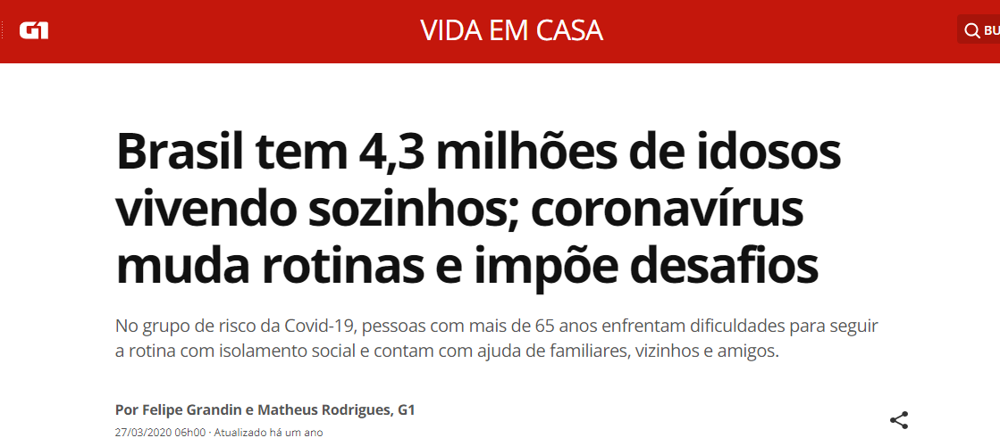 G1
VIDA EM CASA
BU
Brasil tem 4,3 milhões de idosos
vivendo sozinhos; coronavírus
muda rotinas e impõe desafios
No grupo de risco da Covid-19, pessoas com mais de 65 anos enfrentam dificuldades para seguir
a rotina com isolamento social e contam com ajuda de familiares, vizinhos e amigos.
Por Felipe Grandin e Matheus Rodrigues, G1
27/03/2020 06h00 · Atualizado há um ano